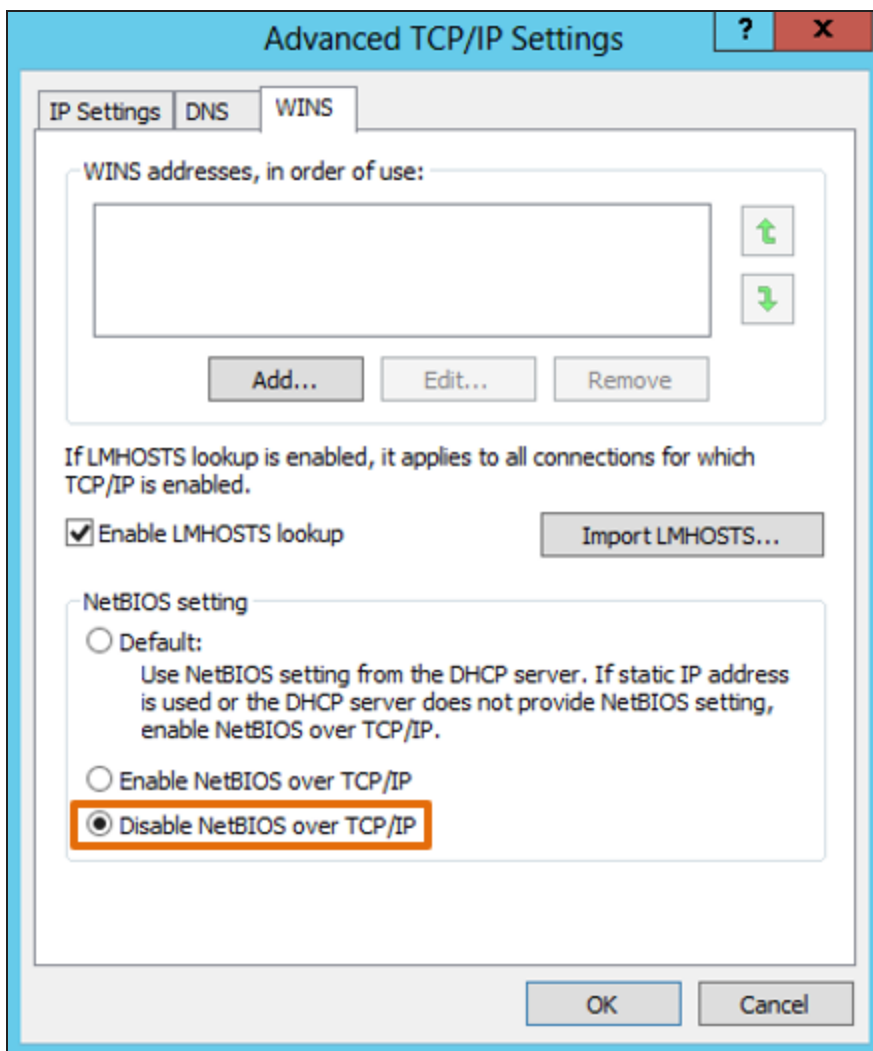 Advanced TCP/IP Settings
?
x
IP Settings
DNS
WINS
WINS addresses, in order of use:
Add...
Edit...
Remove
If LMHOSTS lookup is enabled, it applies to all connections for which
TCP/IP is enabled.
Enable LMHOSTS lookup
Import LMHOSTS...
NetBIOS setting
Default:
Use NetBIOS setting from the DHCP server. If static IP address
is used or the DHCP server does not provide NetBIOS setting,
enable NetBIOS over TCP/IP.
Enable NetBIOS over TCP/IP
Disable NetBIOS over TCP/IP
OK
Cancel